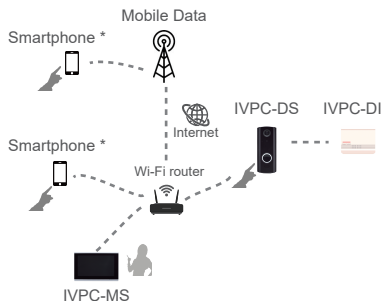 Mobile Data
Smartphone *
Internet
IVPC-DS
IVPC-DI
Smartphone *
Wi-Fi router
IVPC-MS